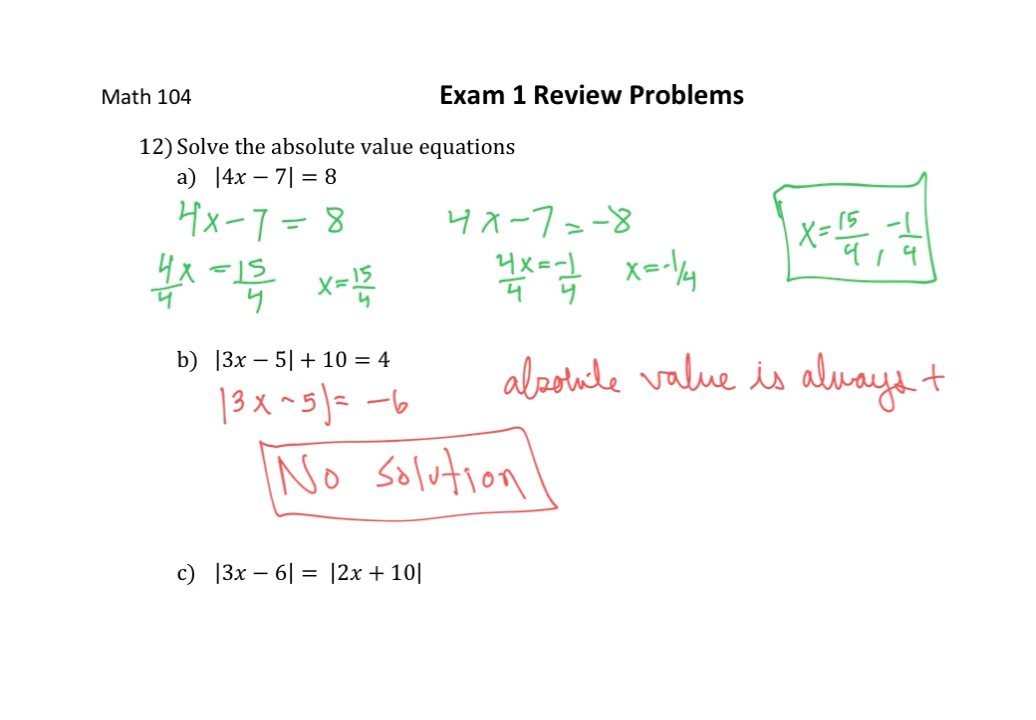 Math 104 Exam 1 Review Problems
12) Solve the absolute value equations
a) |4x − 7| = 8
4x-7 = 8 4x-7=-8 x=15/4, -1/4
4x/4 = 15/4 x=15/4 4x/4=-1/4 x=-1/4
b) |3x − 5| + 10 = 4
absolute value is always +
|3x-5|= -6
No solution
c) |3x − 6| = |2x + 10|